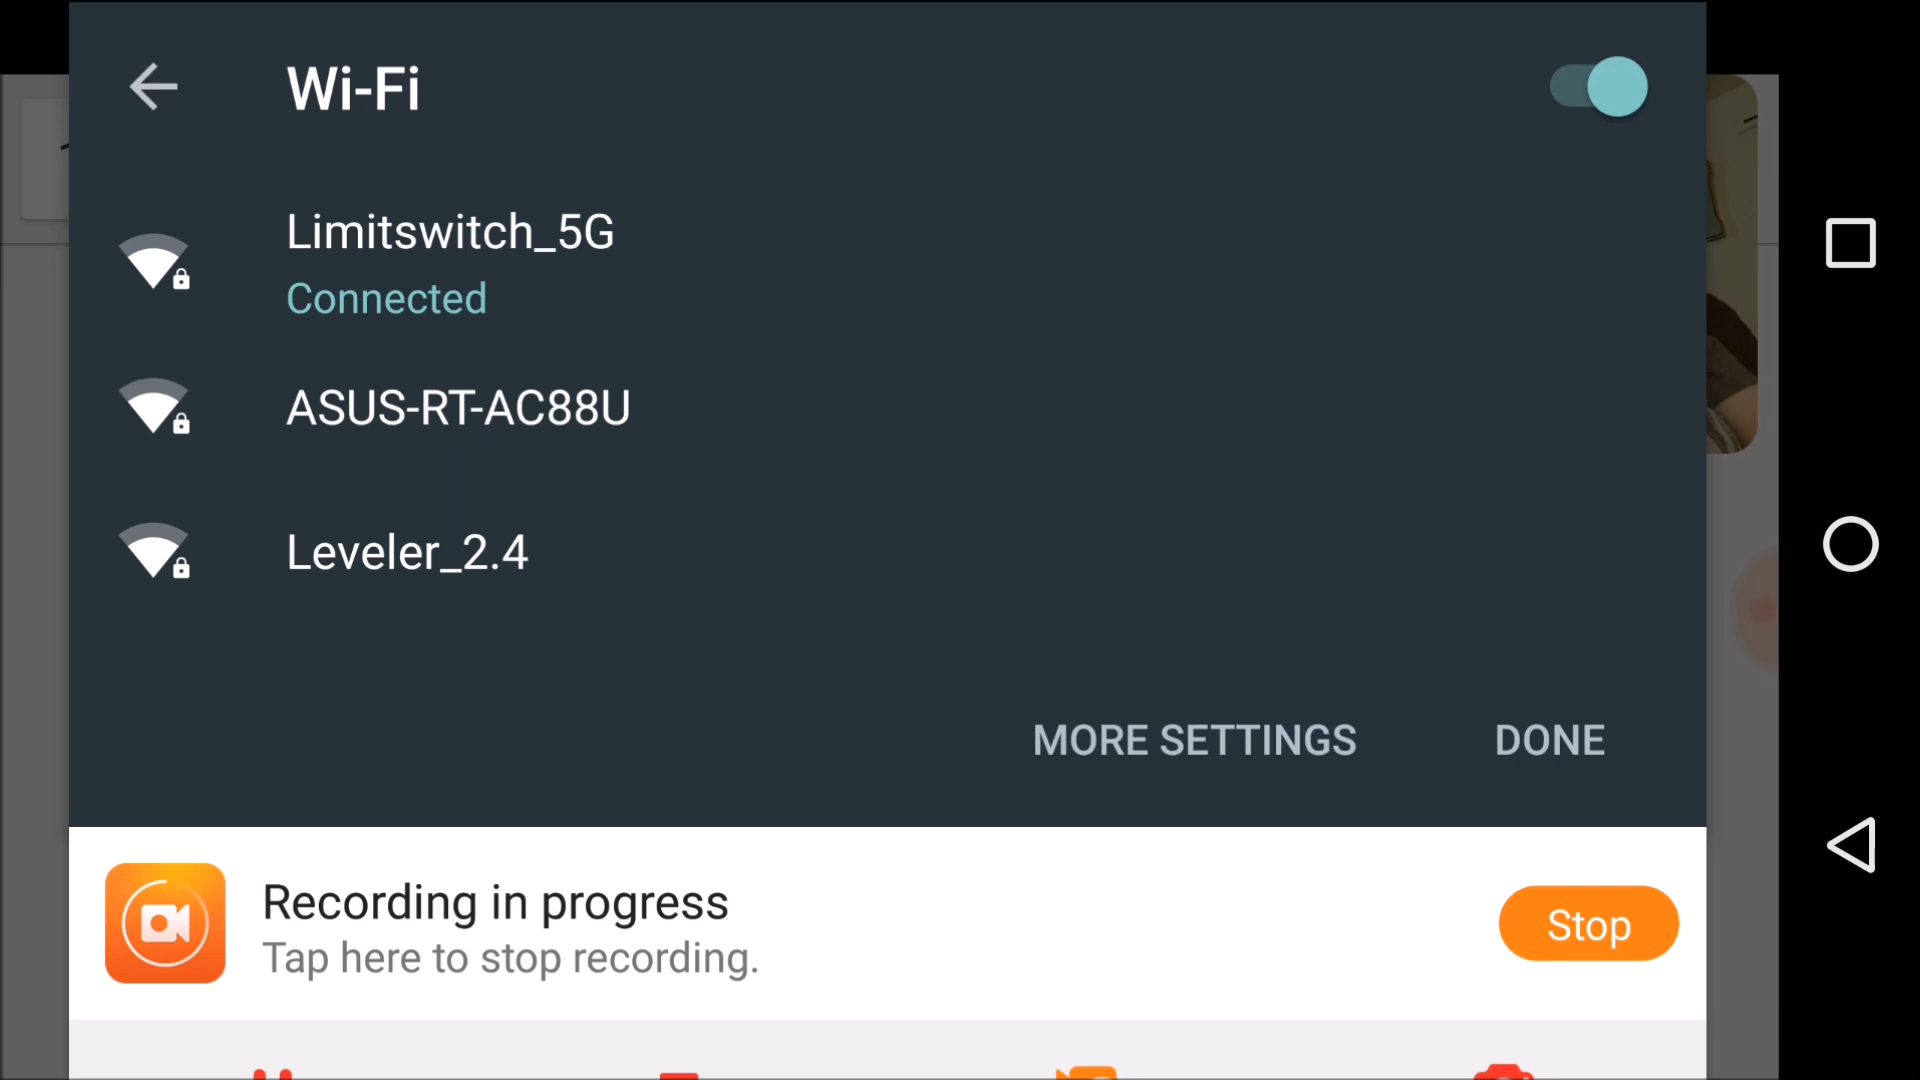 Wi-Fi
Limitswitch_5G
Connected
ASUS-RT-AC88U
Leveler_2.4
MORE SETTINGS DONE
Recording in progress
Tap here to stop recording.
Stop